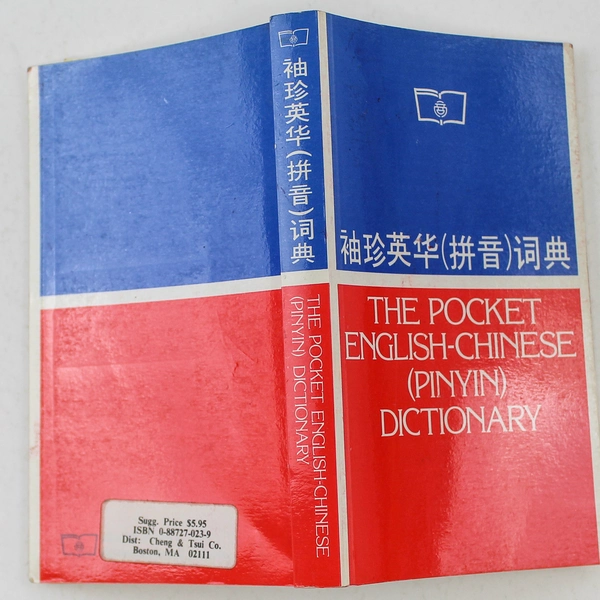 袖珍英华(拼音)词典
THE POCKET
ENGLISH-CHINESE
(PINYIN)
DICTIONARY
袖珍英华(拼音)词典
THE POCKET ENGLISH-CHINESE
(PINYIN) DICTIONARY
Sugg. Price $5.95
ISBN 0-88727-023-9
Dist: Cheng & Tsui Co.
Boston, MA 02111